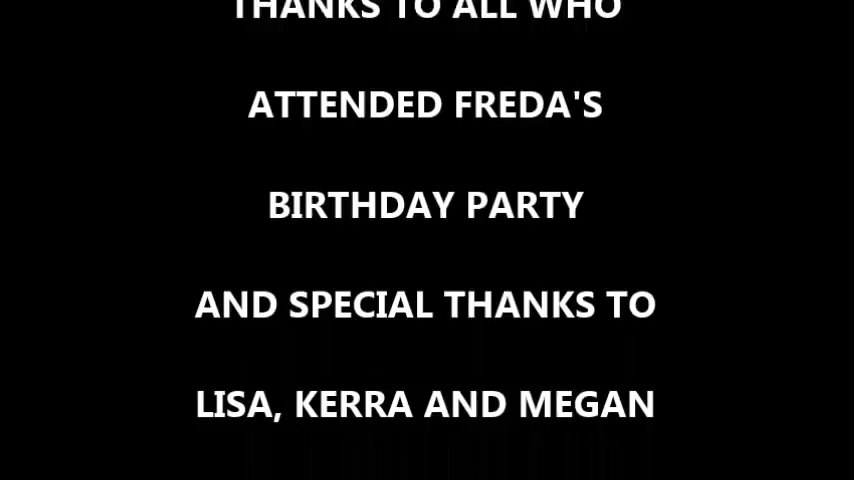 THANKS TO ALL WHO
ATTENDED FREDA'S
BIRTHDAY PARTY
AND SPECIAL THANKS TO
LISA, KERRA AND MEGAN